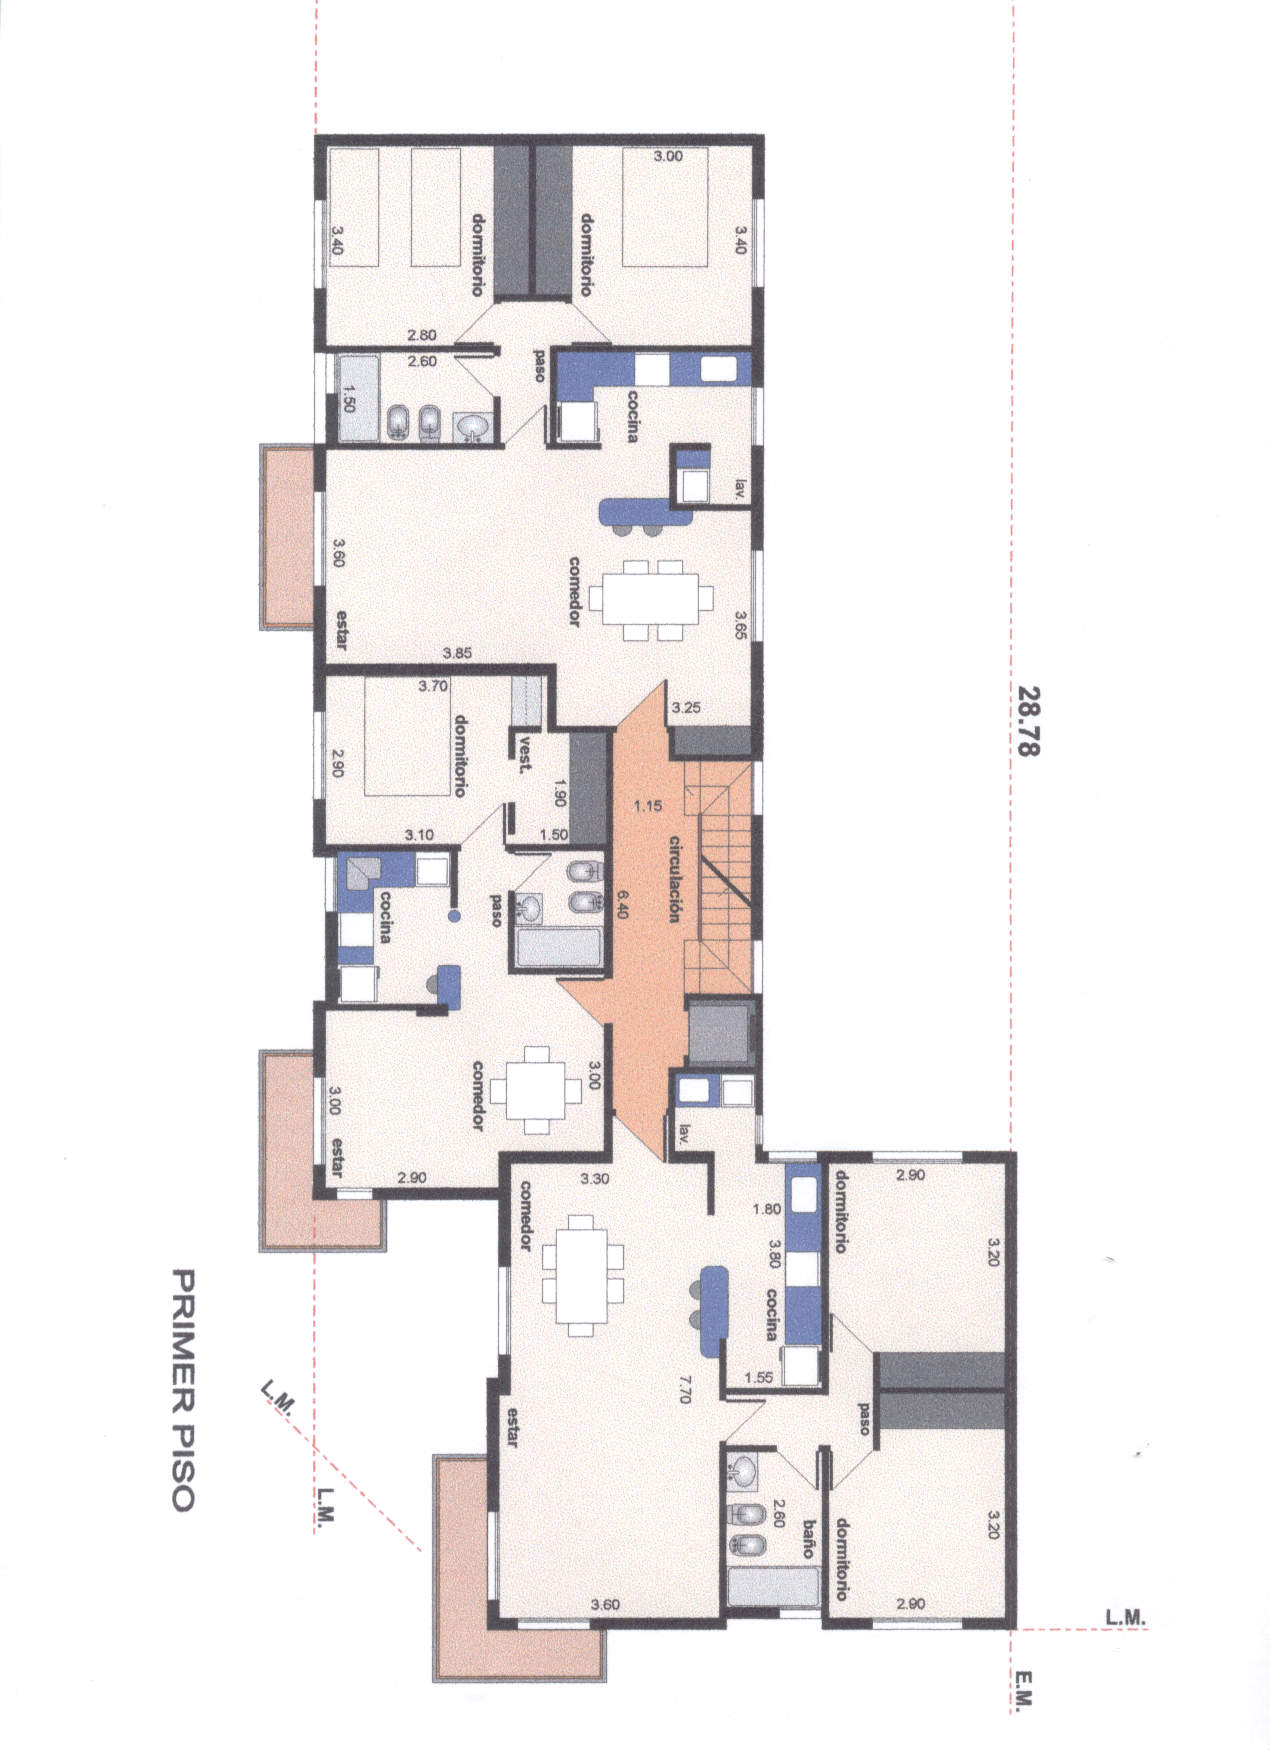 3.00
3.40
dormitorio
dormitorio
3.40
2.80
2.60
paso
1.50
cocina
lav.
3.60
comedor
3.65
estar
3.85
3.70
3.25
dormitorio
vest.
2.90
1.90
1.15
3.10
1.50
circulación
6.40
cocina
paso
3.00
comedor
3.00
estar
2.90
lav.
3.30
comedor
1.80
3.80
cocina
1.55
7.70
estar
dormitorio
2.90
3.20
paso
2.60
baño
dormitorio
3.20
2.90
3.60
28.78
PRIMER PISO
L.M.
L.M.
L.M.
E.M.